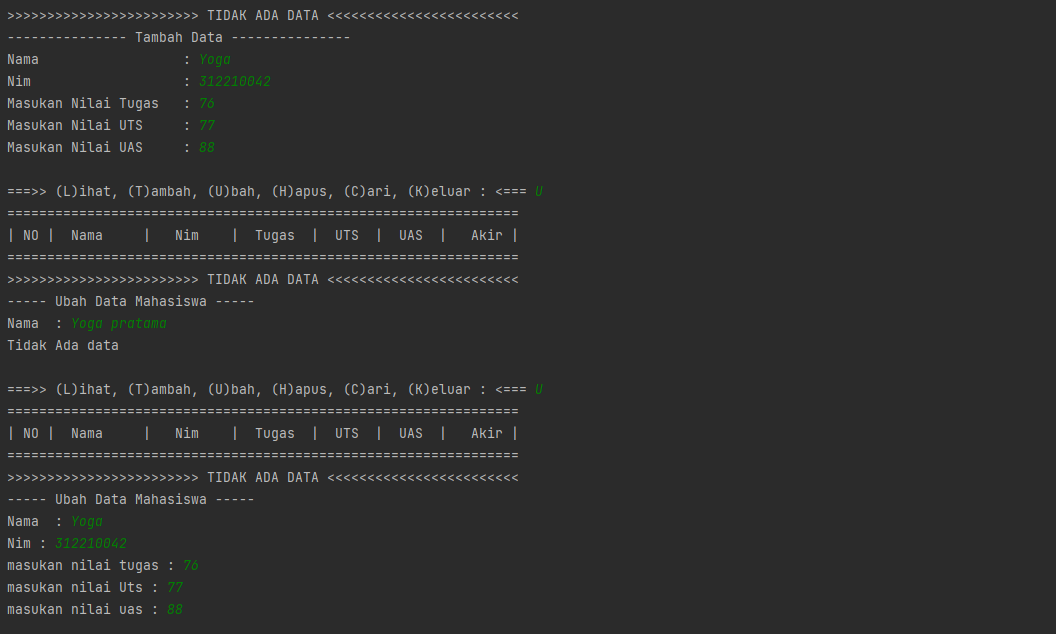 >>>>>>>>>>>>>>>>>>>>>>>> TIDAK ADA DATA <<<<<<<<<<<<<<<<<<<<<<<<
--------------- Tambah Data ---------------
Nama                  : Yoga
Nim                   : 312210042
Masukan Nilai Tugas   : 76
Masukan Nilai UTS     : 77
Masukan Nilai UAS     : 88

===>> (L)ihat, (T)ambah, (U)bah, (H)apus, (C)ari, (K)eluar : <=== U
================================================================
| NO |  Nama     |   Nim    |  Tugas  |  UTS  |  UAS  |   Akir |
================================================================
>>>>>>>>>>>>>>>>>>>>>>>> TIDAK ADA DATA <<<<<<<<<<<<<<<<<<<<<<<<
----- Ubah Data Mahasiswa -----
Nama  : Yoga pratama
Tidak Ada data

===>> (L)ihat, (T)ambah, (U)bah, (H)apus, (C)ari, (K)eluar : <=== U
================================================================
| NO |  Nama     |   Nim    |  Tugas  |  UTS  |  UAS  |   Akir |
================================================================
>>>>>>>>>>>>>>>>>>>>>>>> TIDAK ADA DATA <<<<<<<<<<<<<<<<<<<<<<<<
----- Ubah Data Mahasiswa -----
Nama  : Yoga
Nim : 312210042
masukan nilai tugas : 76
masukan nilai Uts : 77
masukan nilai uas : 88